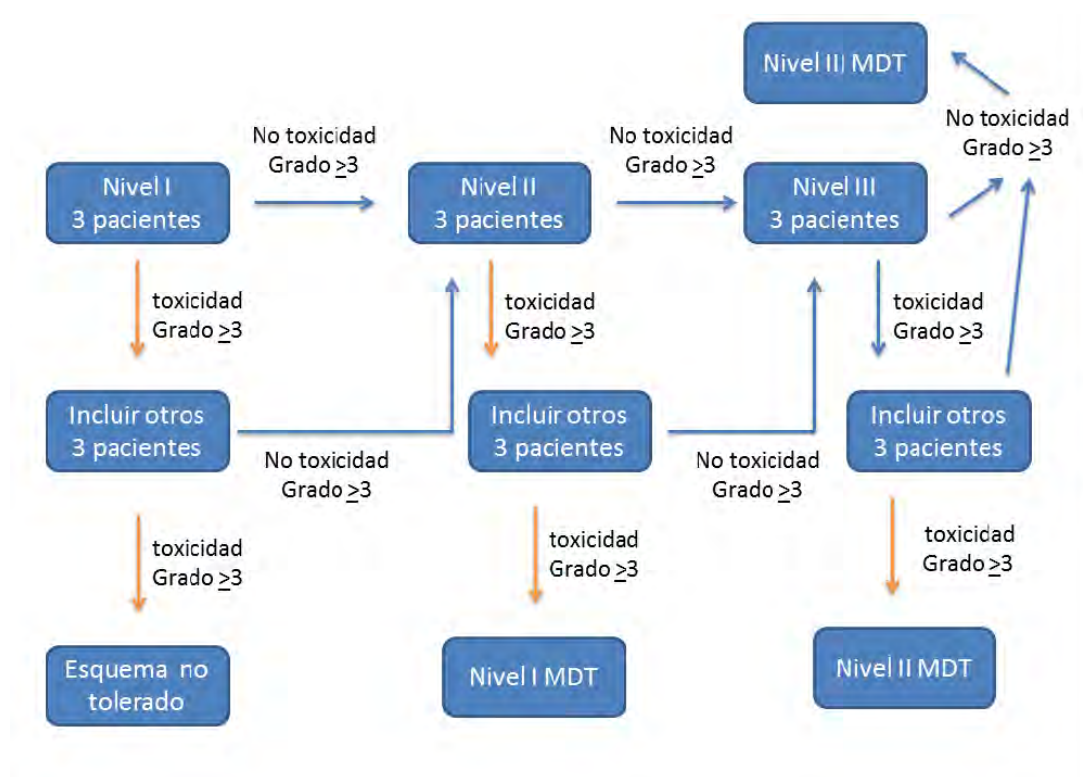 Nivel III MDT
No toxicidad
Grado ≥3
No toxicidad
Grado ≥3
No toxicidad
Grado ≥3
Nivel I
3 pacientes
Nivel II
3 pacientes
Nivel III
3 pacientes
toxicidad
Grado ≥3
toxicidad
Grado ≥3
toxicidad
Grado ≥3
Incluir otros
3 pacientes
Incluir otros
3 pacientes
Incluir otros
3 pacientes
No toxicidad
Grado ≥3
No toxicidad
Grado ≥3
toxicidad
Grado ≥3
toxicidad
Grado ≥3
toxicidad
Grado ≥3
Esquema no
tolerado
Nivel I MDT
Nivel II MDT